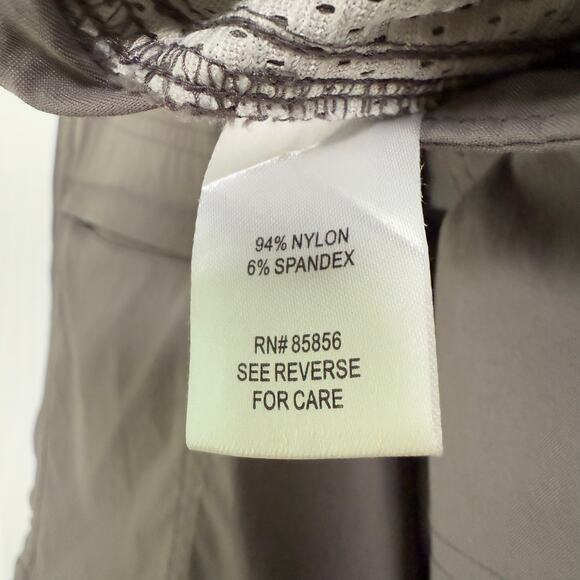 94% NYLON
6% SPANDEX
RN# 85856
SEE REVERSE
FOR CARE